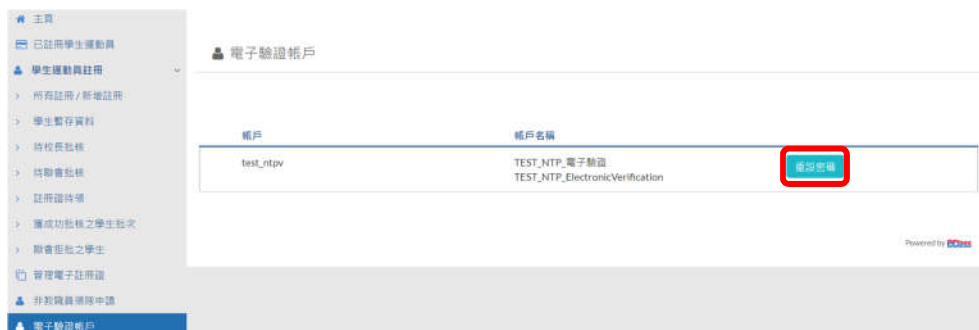 主頁
已註冊學生運動員
學生運動員註冊
所有註冊 / 新增註冊
學生暫存資料
待校長批核
待聯會批核
註冊證待領
獲成功批核之學生批次
聯會拒批之學生
管理電子註冊證
非教職員領隊申請
電子驗證帳戶
電子驗證帳戶
帳戶
帳戶名稱
test_ntpv
TEST_NTP_電子驗證
TEST_NTP_ElectronicVerification
重設密碼
Powered by BClass